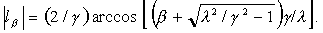 |l_β| = (2/γ) arccos [(β + √(λ²/γ² − 1)) γ/λ].